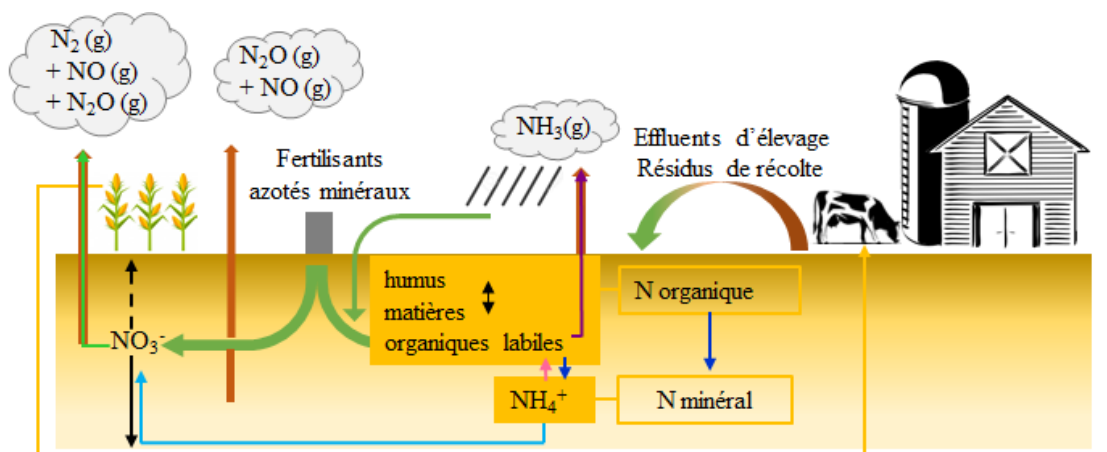 N₂ (g)
+ NO (g)
+ N₂O (g)
N₂O (g)
+ NO (g)
NH₃(g)
Fertilisants
azotés minéraux
Effluents d'élevage
Résidus de récolte
humus
matières
organiques labiles
N organique
NO₃⁻
NH₄⁺
N minéral